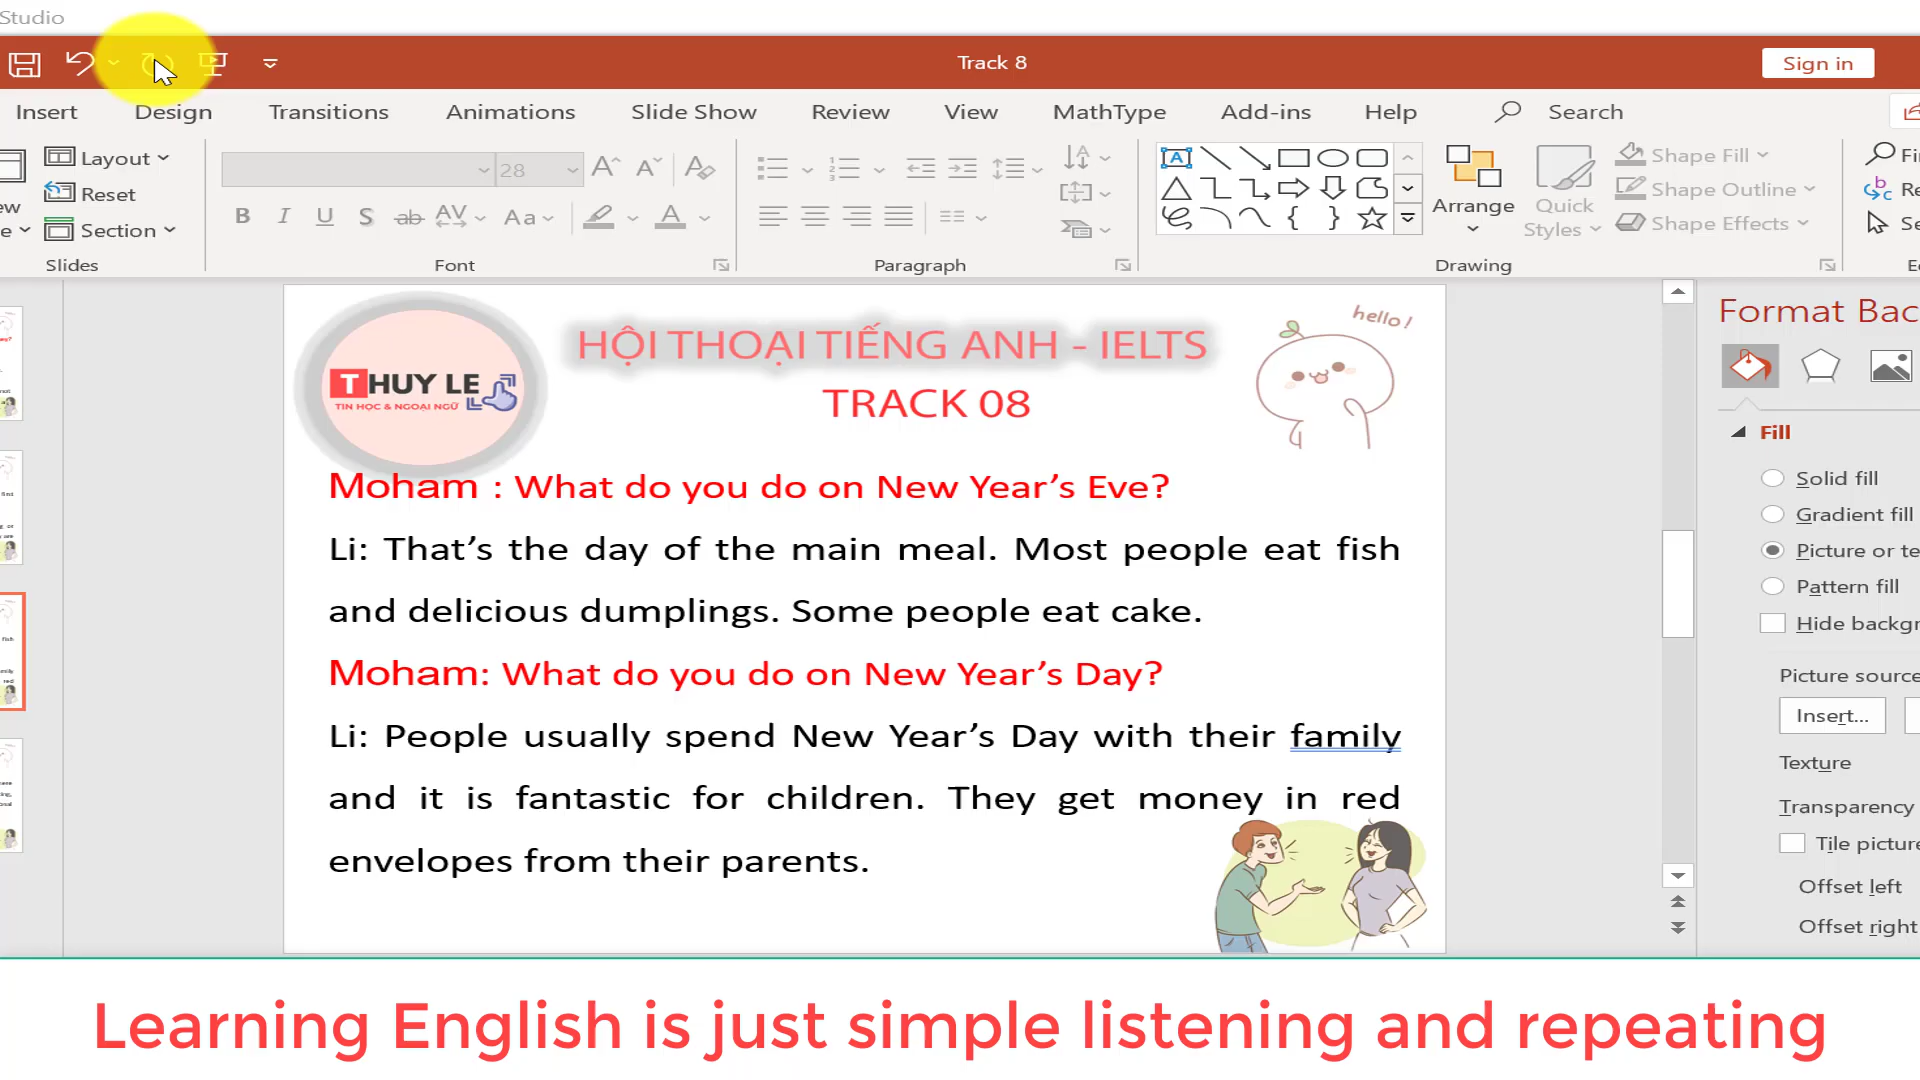 Studio
Track 8
Sign in
Insert Design Transitions Animations Slide Show Review View MathType Add-ins Help Search
Layout
Reset
Section
Slides
28
B I U S ab AV Aa A
Font
Paragraph
Arrange
Quick
Styles
Shape Fill
Shape Outline
Shape Effects
Drawing
HỘI THOẠI TIẾNG ANH - IELTS
TRACK 08
THUY LE
TIN HỌC & NGOẠI NGỮ
hello!
Moham : What do you do on New Year’s Eve?
Li: That’s the day of the main meal. Most people eat fish
and delicious dumplings. Some people eat cake.
Moham: What do you do on New Year’s Day?
Li: People usually spend New Year’s Day with their family
and it is fantastic for children. They get money in red
envelopes from their parents.
Format Bac
Fill
Solid fill
Gradient fill
Picture or te
Pattern fill
Hide backgr
Picture source
Insert...
Texture
Transparency
Tile picture
Offset left
Offset right
Learning English is just simple listening and repeating